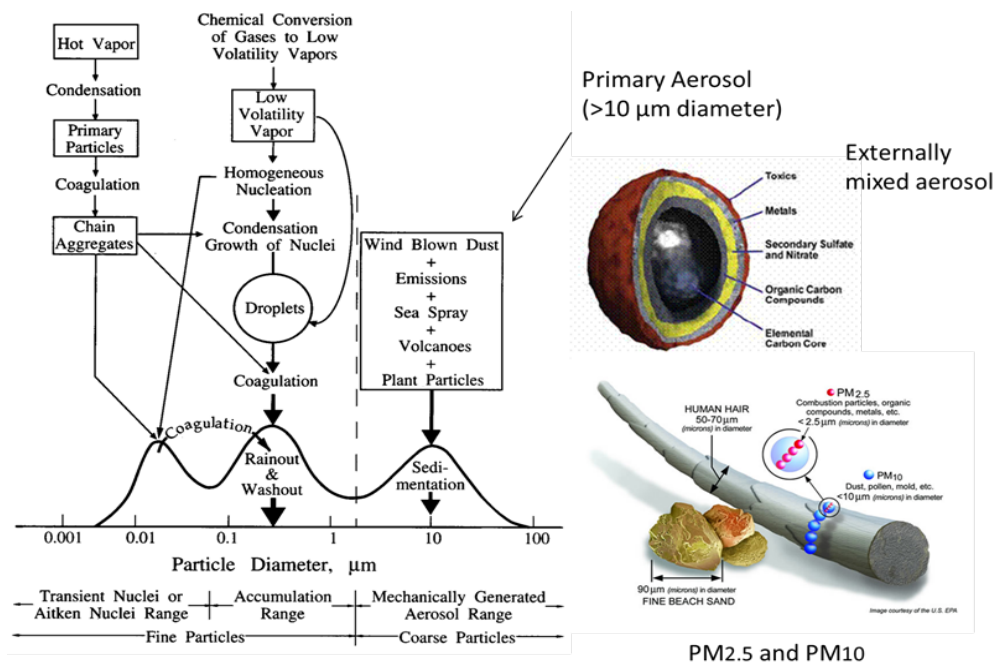 Hot Vapor
Condensation
Primary
Particles
Coagulation
Chain
Aggregates
Chemical Conversion
of Gases to Low
Volatility Vapors
Low
Volatility
Vapor
Homogeneous
Nucleation
Condensation
Growth of Nuclei
Droplets
Coagulation
Coagulation
Rainout
&
Washout
Wind Blown Dust
+
Emissions
+
Sea Spray
+
Volcanoes
+
Plant Particles
Sedi-
mentation
0.001
0.01
0.1
1
10
100
Particle Diameter, μm
Transient Nuclei or
Aitken Nuclei Range
Accumulation
Range
Mechanically Generated
Aerosol Range
Fine Particles
Coarse Particles
Primary Aerosol
(>10 μm diameter)
Externally
mixed aerosol
Toxics
Metals
Secondary Sulfate
and Nitrate
Organic Carbon
Compounds
Elemental
Carbon Core
HUMAN HAIR
50-70μm
(microns) in diameter
PM2.5
Combustion particles, organic
compounds, metals, etc.
<2.5μm (microns) in diameter
PM10
Dust, pollen, mold, etc.
<10μm (microns) in diameter
90μm (microns) in diameter
FINE BEACH SAND
Image courtesy of the U.S. EPA
PM2.5 and PM10